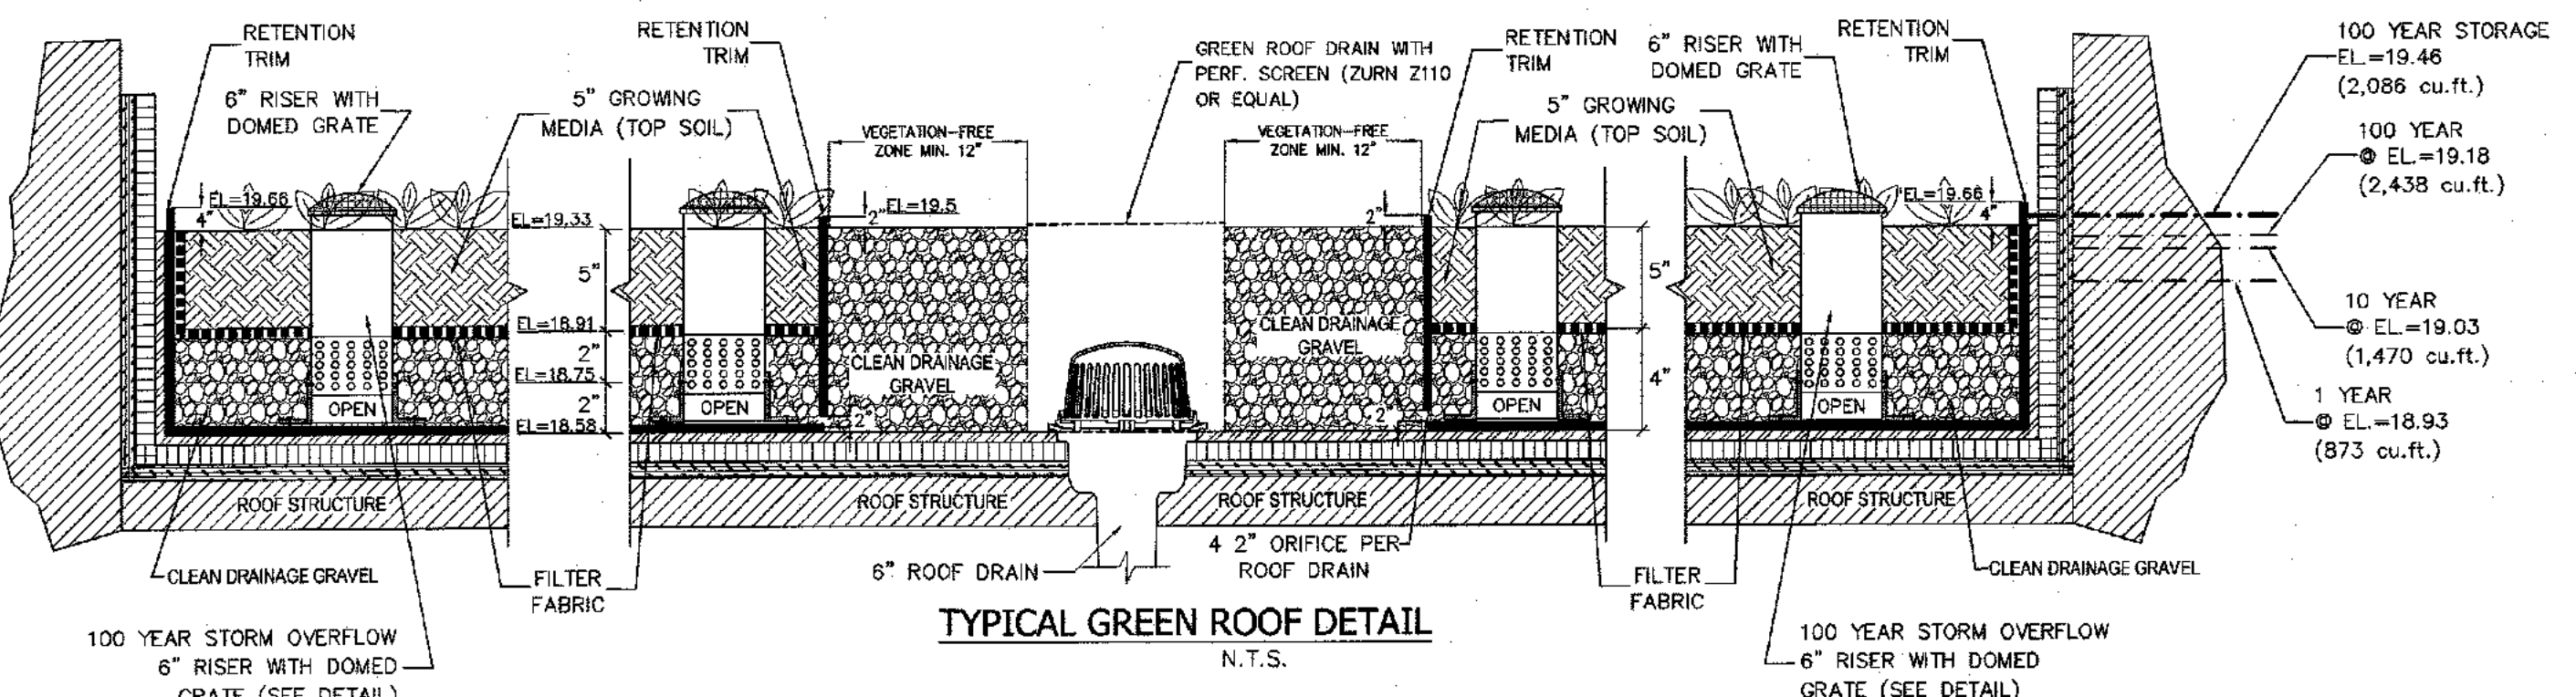 RETENTION
TRIM
6" RISER WITH
DOMED GRATE
5" GROWING
MEDIA (TOP SOIL)
RETENTION
TRIM
VEGETATION-FREE
ZONE MIN. 12"
GREEN ROOF DRAIN WITH
PERF. SCREEN (ZURN Z110
OR EQUAL)
VEGETATION-FREE
ZONE MIN. 12"
RETENTION
TRIM
5" GROWING
MEDIA (TOP SOIL)
6" RISER WITH
DOMED GRATE
RETENTION
TRIM
100 YEAR STORAGE
EL.=19.46
(2,086 cu.ft.)
100 YEAR
@ EL.=19.18
(2,438 cu.ft.)
10 YEAR
@ EL.=19.03
(1,470 cu.ft.)
1 YEAR
@ EL.=18.93
(873 cu.ft.)
EL=19.66
4"
EL=19.33
5"
EL=18.91
2"
EL=18.75
2"
EL=18.58
2"
EL=19.5
2"
2"
2"
5"
4"
EL=19.66
4"
OPEN
OPEN
CLEAN DRAINAGE
GRAVEL
CLEAN DRAINAGE
GRAVEL
OPEN
OPEN
ROOF STRUCTURE
ROOF STRUCTURE
ROOF STRUCTURE
ROOF STRUCTURE
CLEAN DRAINAGE GRAVEL
FILTER
FABRIC
6" ROOF DRAIN
4 2" ORIFICE PER
ROOF DRAIN
FILTER
FABRIC
CLEAN DRAINAGE GRAVEL
100 YEAR STORM OVERFLOW
6" RISER WITH DOMED
GRATE (SEE DETAIL)
TYPICAL GREEN ROOF DETAIL
N.T.S.
100 YEAR STORM OVERFLOW
6" RISER WITH DOMED
GRATE (SEE DETAIL)